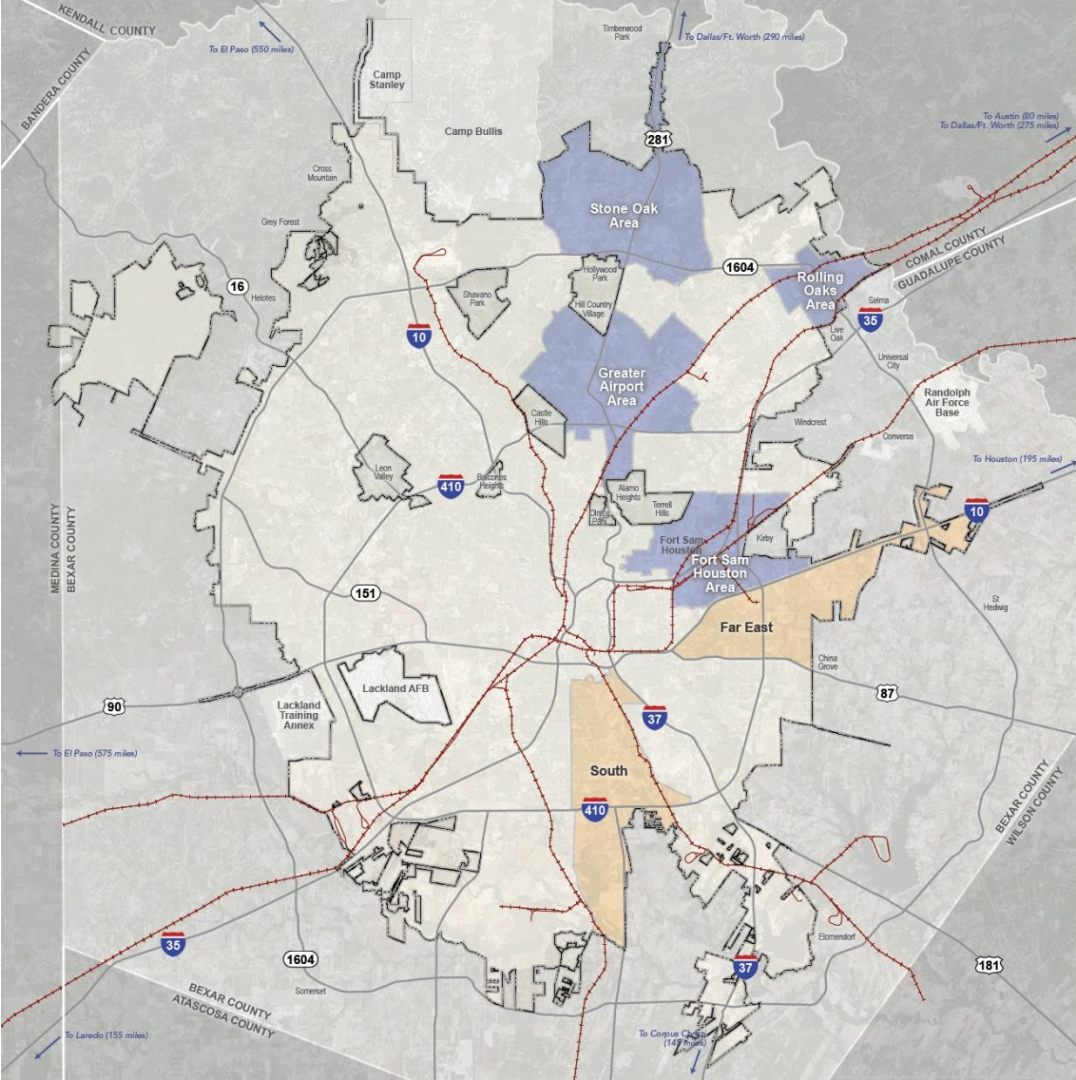 KENDALL COUNTY
BANDERA COUNTY
To El Paso (550 miles)
Timberwood
Park
To Dallas/Ft. Worth (290 miles)
Camp
Stanley
Camp Bullis
281
To Austin (80 miles)
To Dallas/Ft. Worth (275 miles)
Cross
Mountain
Grey Forest
Stone Oak
Area
COMAL COUNTY
GUADALUPE COUNTY
1604
16
Helotes
Shavano
Park
Hollywood
Park
Hill Country
Village
Rolling
Oaks
Area
Selma
35
10
Live
Oak
Universal
City
Greater
Airport
Area
Randolph
Air Force
Base
Castle
Hills
Windcrest
Converse
To Houston (195 miles)
Leon
Valley
410
Balcones
Heights
Alamo
Heights
Terrell
Hills
Olmos
Park
10
Kirby
Fort Sam
Houston
Fort Sam
Houston
Area
MEDINA COUNTY
BEXAR COUNTY
151
St
Hedwig
Far East
China
Grove
Lackland AFB
87
90
Lackland
Training
Annex
37
To El Paso (575 miles)
South
410
BEXAR COUNTY
WILSON COUNTY
35
1604
Somerset
Elmendorf
37
181
BEXAR COUNTY
ATASCOSA COUNTY
To Laredo (155 miles)
To Corpus Christi
(145 miles)